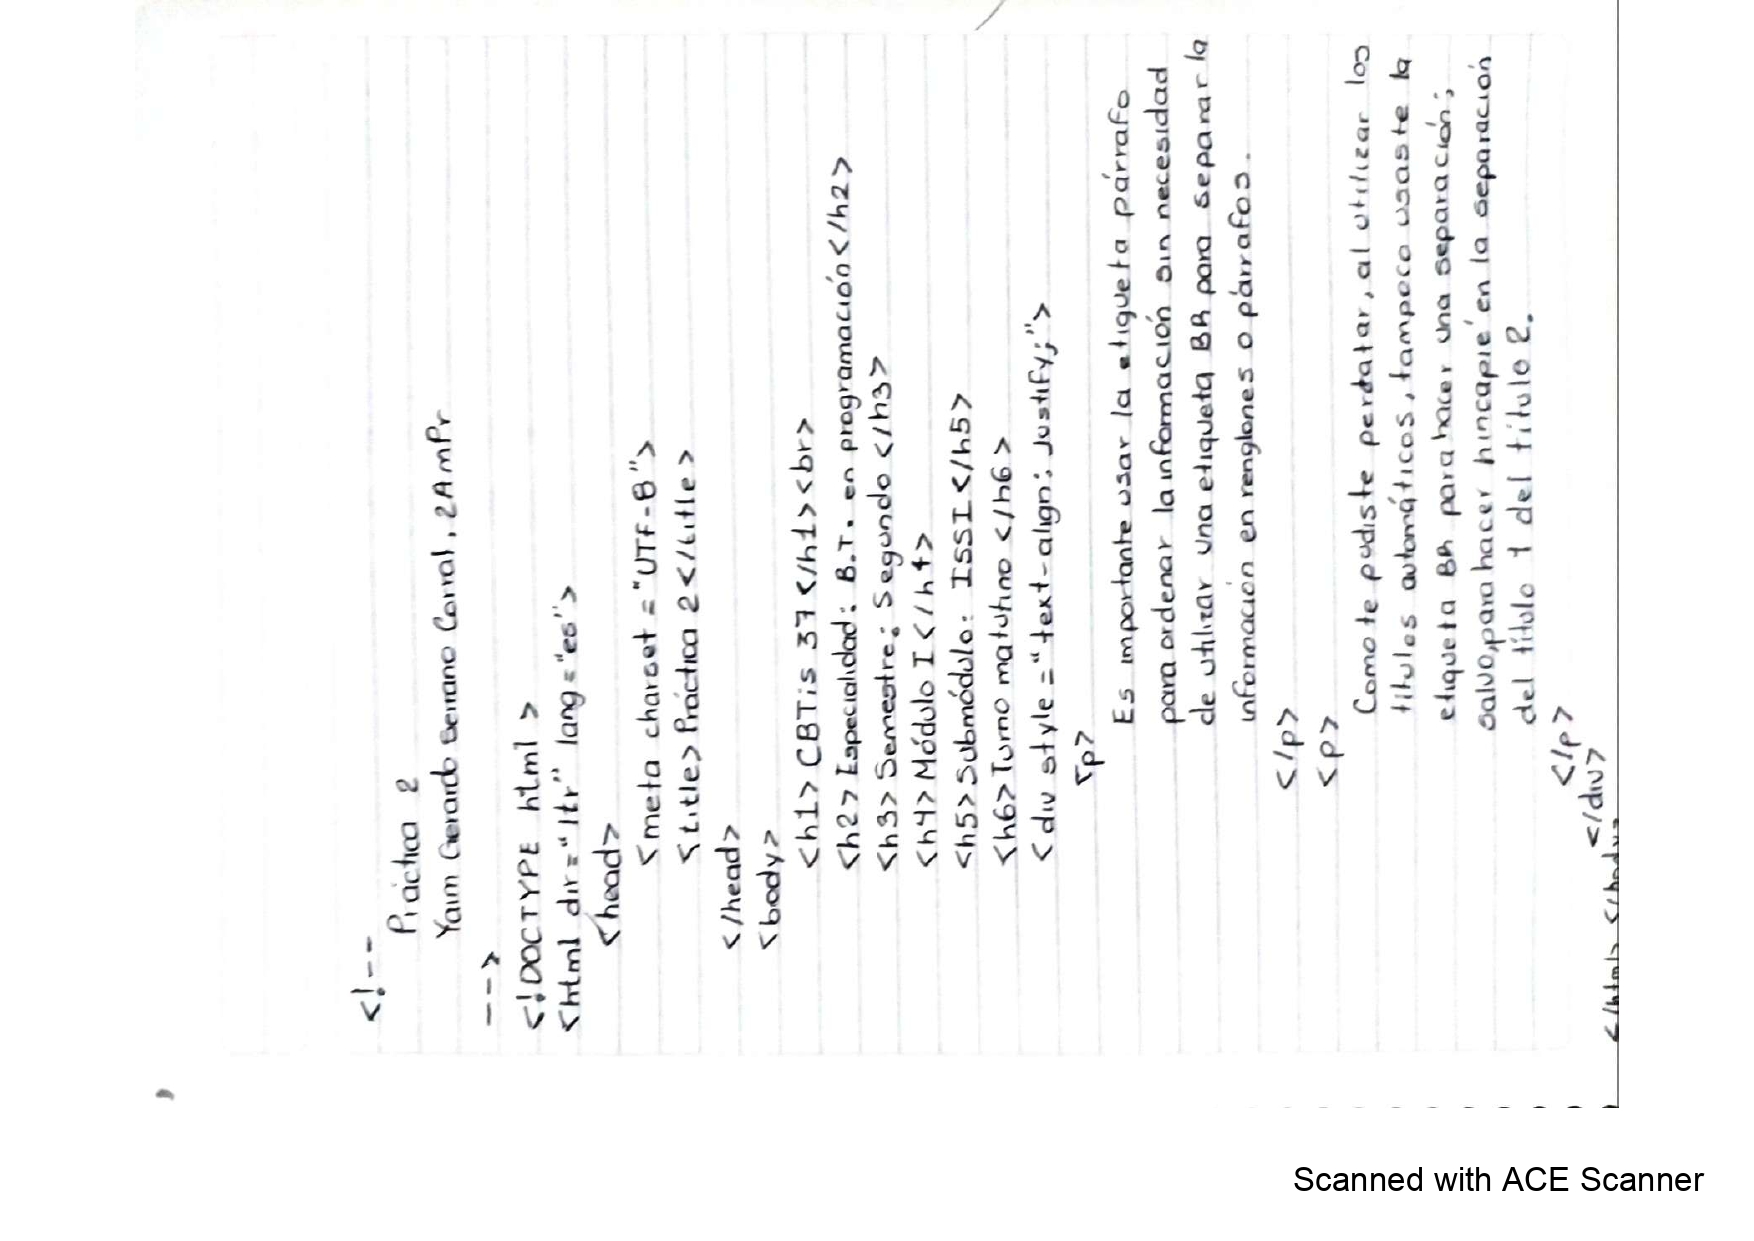 <!--
Práctica 2
Yaim Gerardo Serrano Corral, 2AmPr
-->
<!DOCTYPE html >
<html dir="ltr" lang="es">
<head>
<meta charset="UTF-8">
<title>Práctica 2</title>
</head>
<body>
<h1>CBTis 37</h1><br>
<h2>Especialidad: B.T. en programación</h2>
<h3>Semestre: Segundo</h3>
<h4>Módulo I</h4>
<h5>Submódulo: ISSI</h5>
<h6>Turno matutino</h6>
<div style="text-align: justify;">
<p>
Es importante usar la etiqueta párrafo
para ordenar la información sin necesidad
de utilizar una etiqueta BR para separar la
información en renglones o párrafos.
</p>
<p>
Como te pudiste perdatar, al utilizar los
títulos automáticos, tampoco usaste la
etiqueta BR para hacer una separación;
salvo, para hacer hincapié en la separación
del título 1 del título 2.
</p>
</div>
</html> </body>
Scanned with ACE Scanner